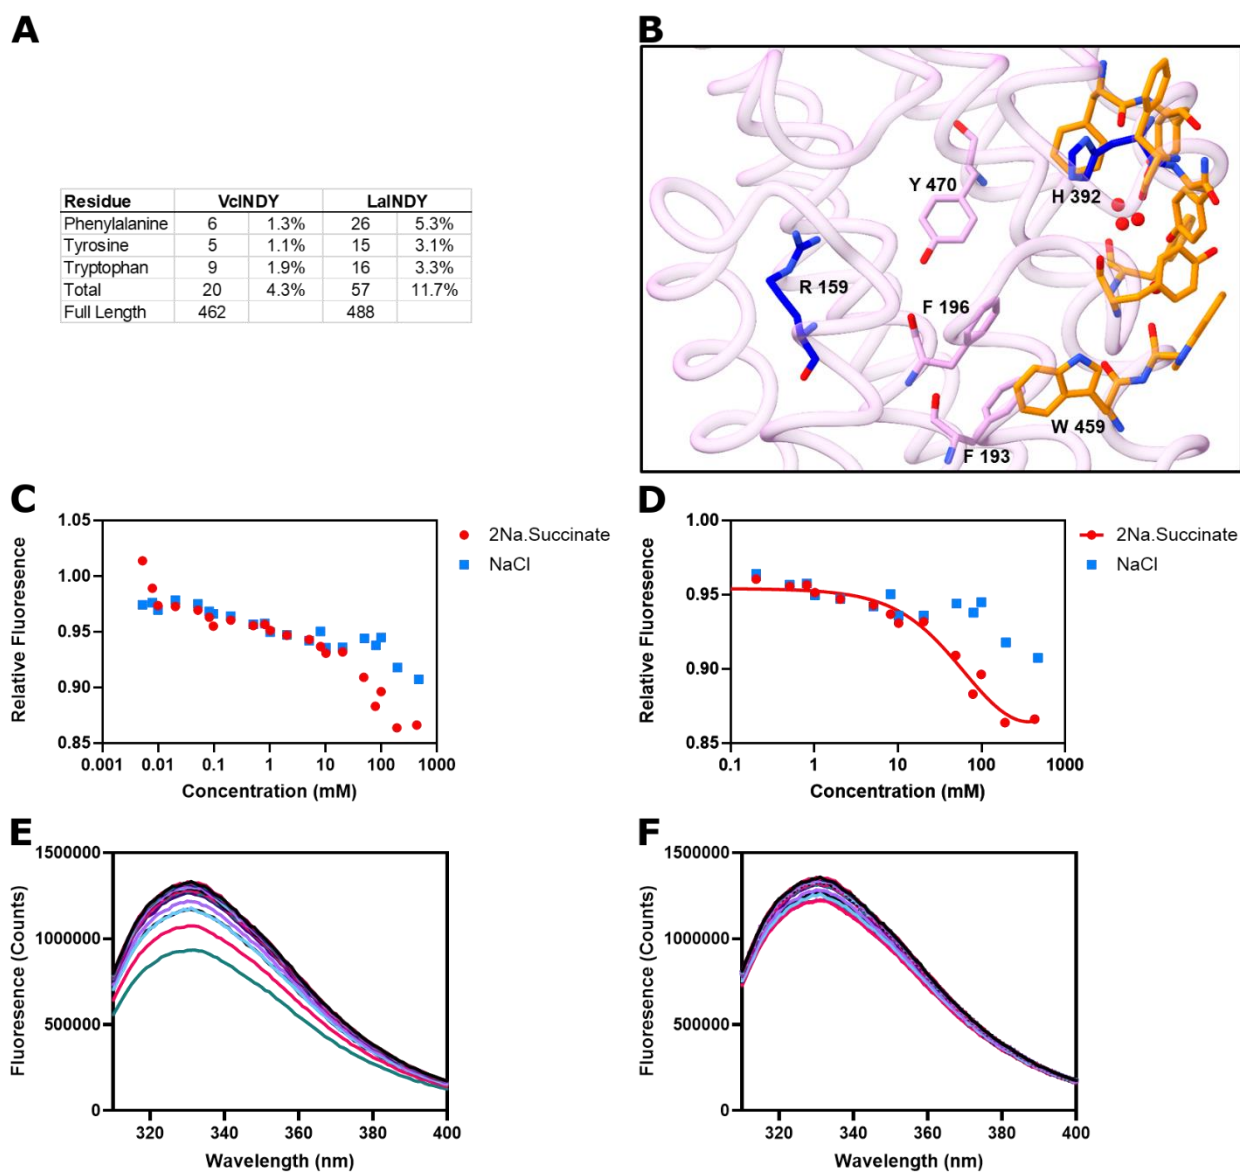 A
Residue VcINDY LaINDY
Phenylalanine 6 1.3% 26 5.3%
Tyrosine 5 1.1% 15 3.1%
Tryptophan 9 1.9% 16 3.3%
Total 20 4.3% 57 11.7%
Full Length 462 488
B
Y 470
H 392
R 159
F 196
W 459
F 193
C
1.05
1.00
0.95
0.90
0.85
Relative Fluoresence
0.001 0.01 0.1 1 10 100 1000
Concentration (mM)
2Na.Succinate
NaCl
D
1.00
0.95
0.90
0.85
Relative Fluoresence
0.1 1 10 100 1000
Concentration (mM)
2Na.Succinate
NaCl
E
1500000
1000000
500000
0
Fluoresence (Counts)
320 340 360 380 400
Wavelength (nm)
F
1500000
1000000
500000
0
Fluoresence (Counts)
320 340 360 380 400
Wavelength (nm)